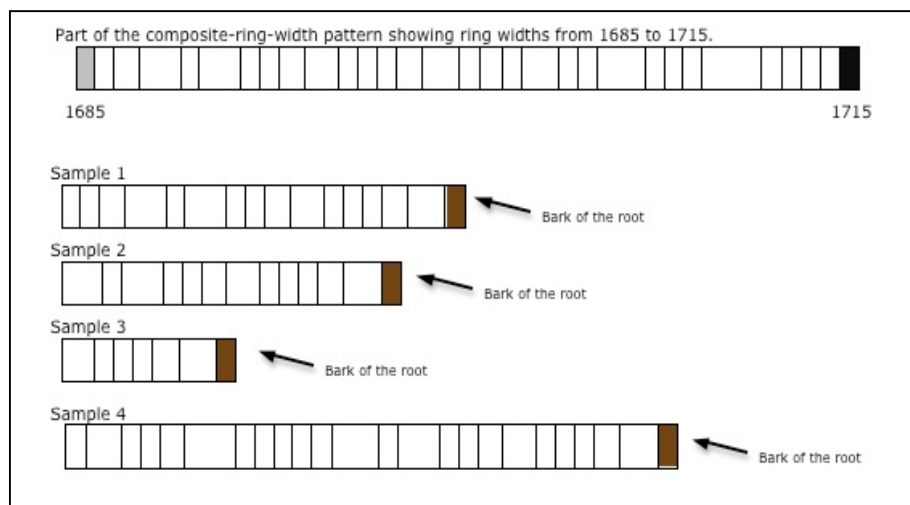 Part of the composite-ring-width pattern showing ring widths from 1685 to 1715.
1685 1715
Sample 1
Bark of the root
Sample 2
Bark of the root
Sample 3
Bark of the root
Sample 4
Bark of the root